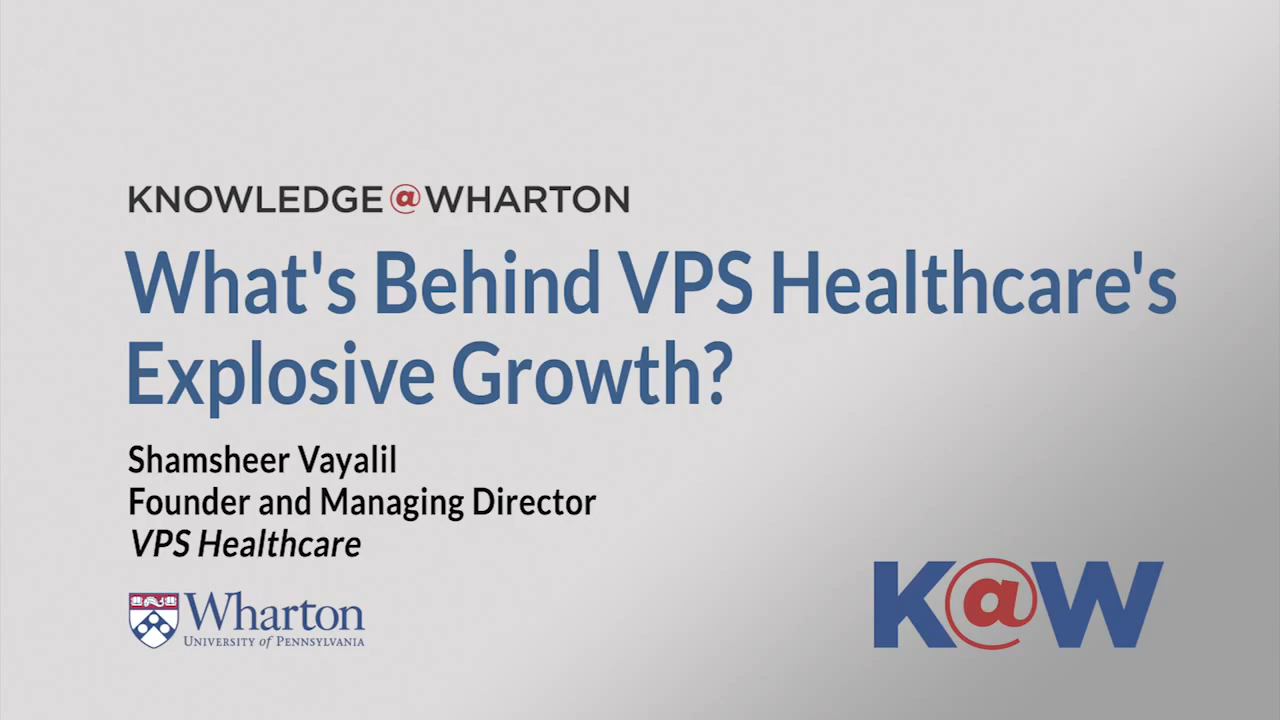 KNOWLEDGE@WHARTON
What's Behind VPS Healthcare's
Explosive Growth?
Shamsheer Vayalil
Founder and Managing Director
VPS Healthcare
Wharton
UNIVERSITY of PENNSYLVANIA
K@W